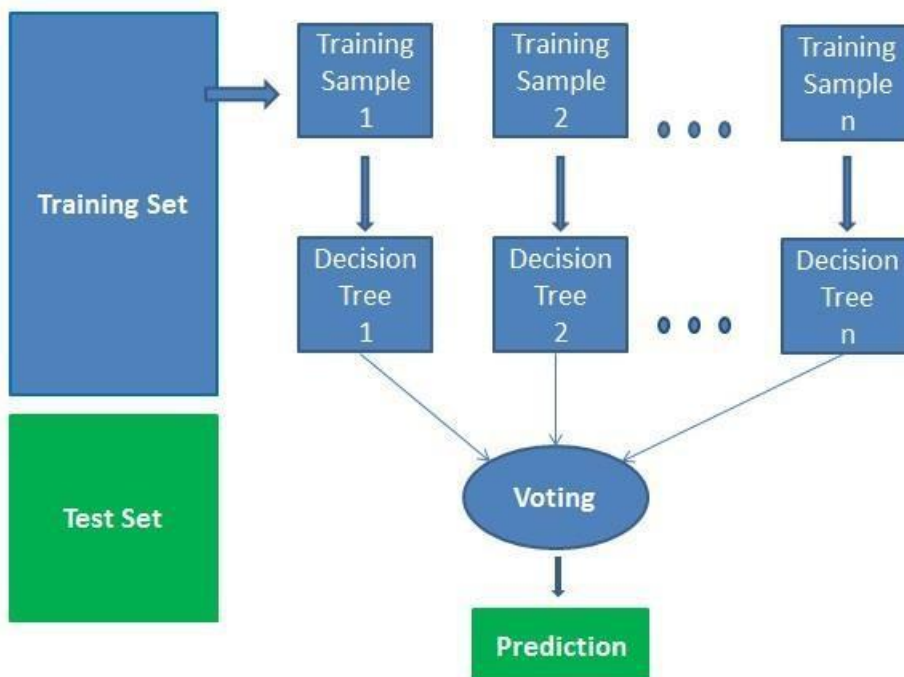 Training
Sample
1
Training
Sample
2
Training
Sample
n
Training Set
Decision
Tree
1
Decision
Tree
2
Decision
Tree
n
Test Set
Voting
Prediction